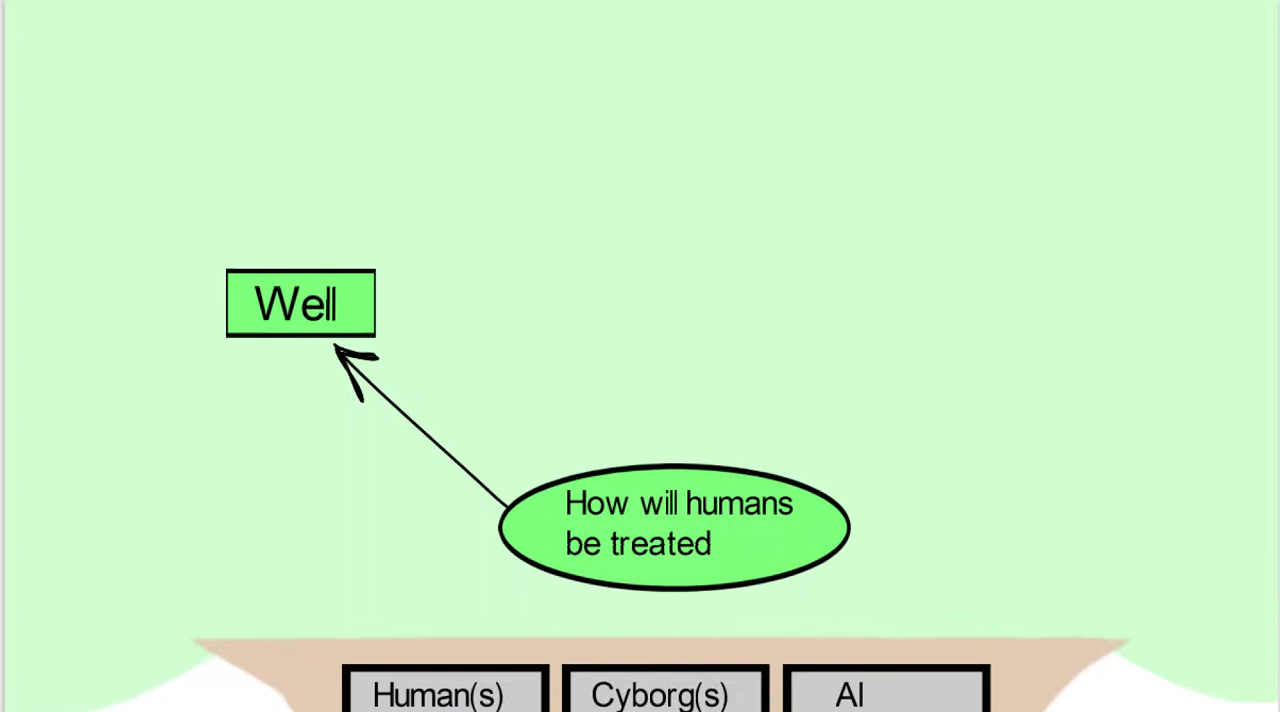 Well
How will humans
be treated
Human(s)
Cyborg(s)
AI